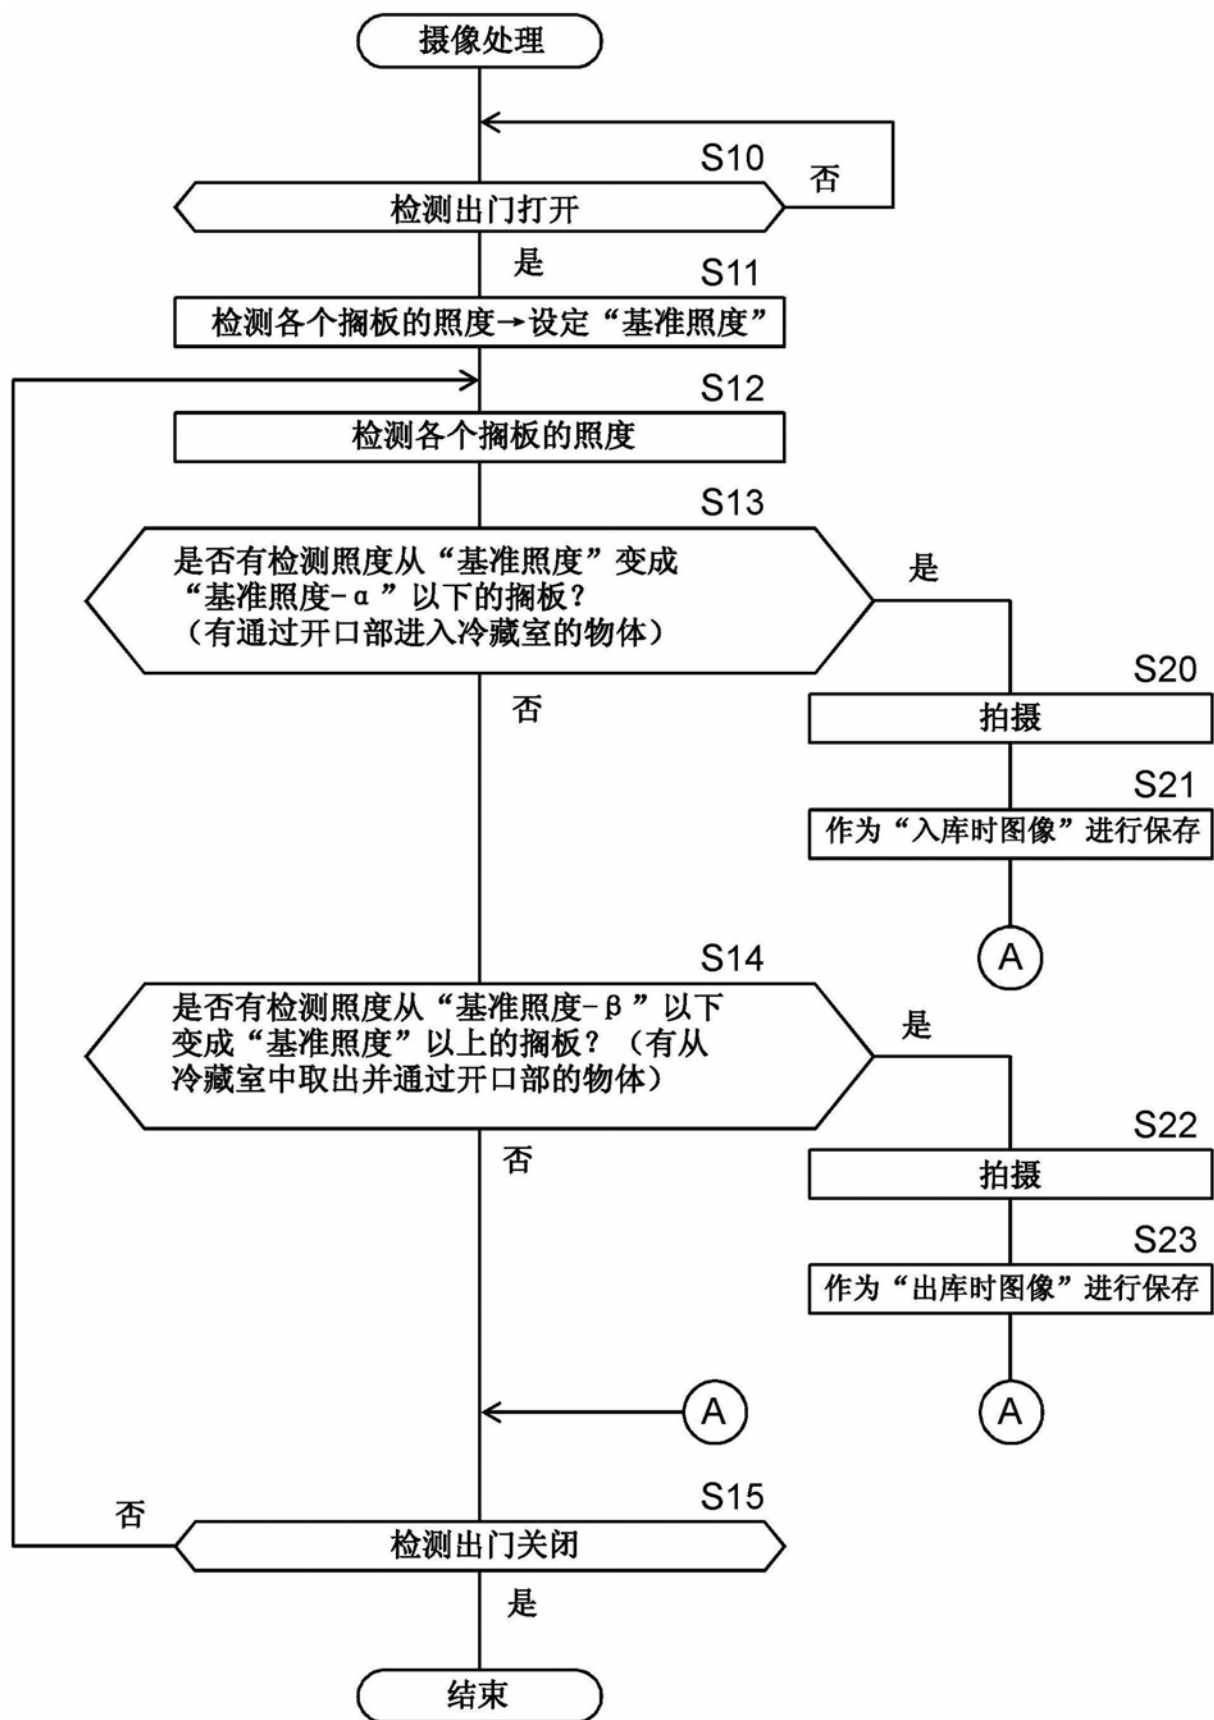 摄像处理
S10
否
检测出门打开
是
S11
检测各个搁板的照度→设定“基准照度”
S12
检测各个搁板的照度
S13
是否有检测照度从“基准照度”变成
“基准照度-α”以下的搁板？
（有通过开口部进入冷藏室的物体）
是
否
S20
拍摄
S21
作为“入库时图像”进行保存
A
S14
是否有检测照度从“基准照度-β”以下
变成“基准照度”以上的搁板？（有从
冷藏室中取出并通过开口部的物体）
是
否
S22
拍摄
S23
作为“出库时图像”进行保存
A
A
S15
否
检测出门关闭
是
结束